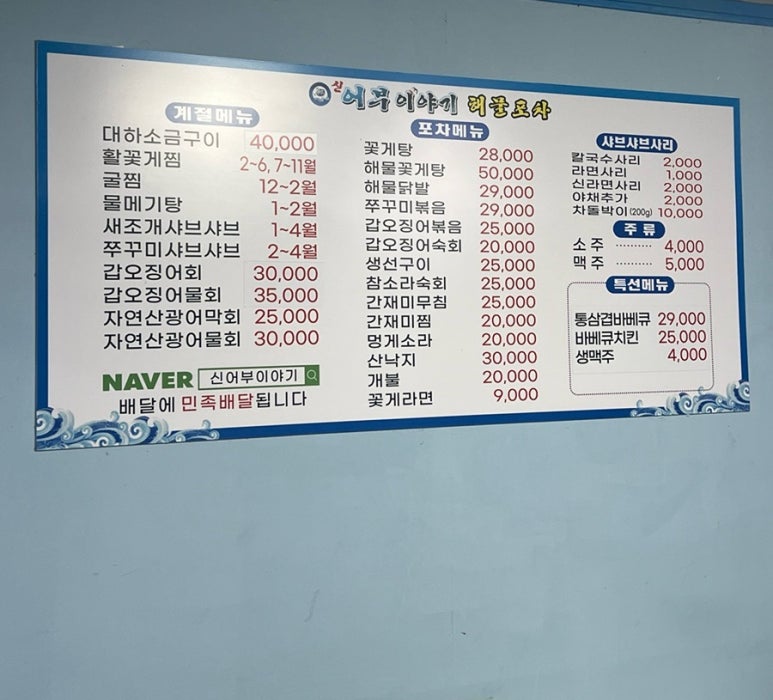 신 어부이야기 해물포차
계절메뉴
대하소금구이 40,000
활꽃게찜 2~6, 7~11월
굴찜 12~2월
물메기탕 1~2월
새조개샤브샤브 1~4월
쭈꾸미샤브샤브 2~4월
갑오징어회 30,000
갑오징어물회 35,000
자연산광어막회 25,000
자연산광어물회 30,000
NAVER 신어부이야기
배달에 민족배달됩니다
포차메뉴
꽃게탕 28,000
해물꽃게탕 50,000
해물닭발 29,000
쭈꾸미볶음 29,000
갑오징어볶음 25,000
갑오징어숙회 20,000
생선구이 25,000
참소라숙회 25,000
간재미무침 25,000
간재미찜 20,000
멍게소라 20,000
산낙지 30,000
개불 20,000
꽃게라면 9,000
샤브샤브사리
칼국수사리 2,000
라면사리 1,000
신라면사리 2,000
야채추가 2,000
차돌박이(200g) 10,000
주류
소주 ·········· 4,000
맥주 ·········· 5,000
특선메뉴
통삼겹바베큐 29,000
바베큐치킨 25,000
생맥주 4,000